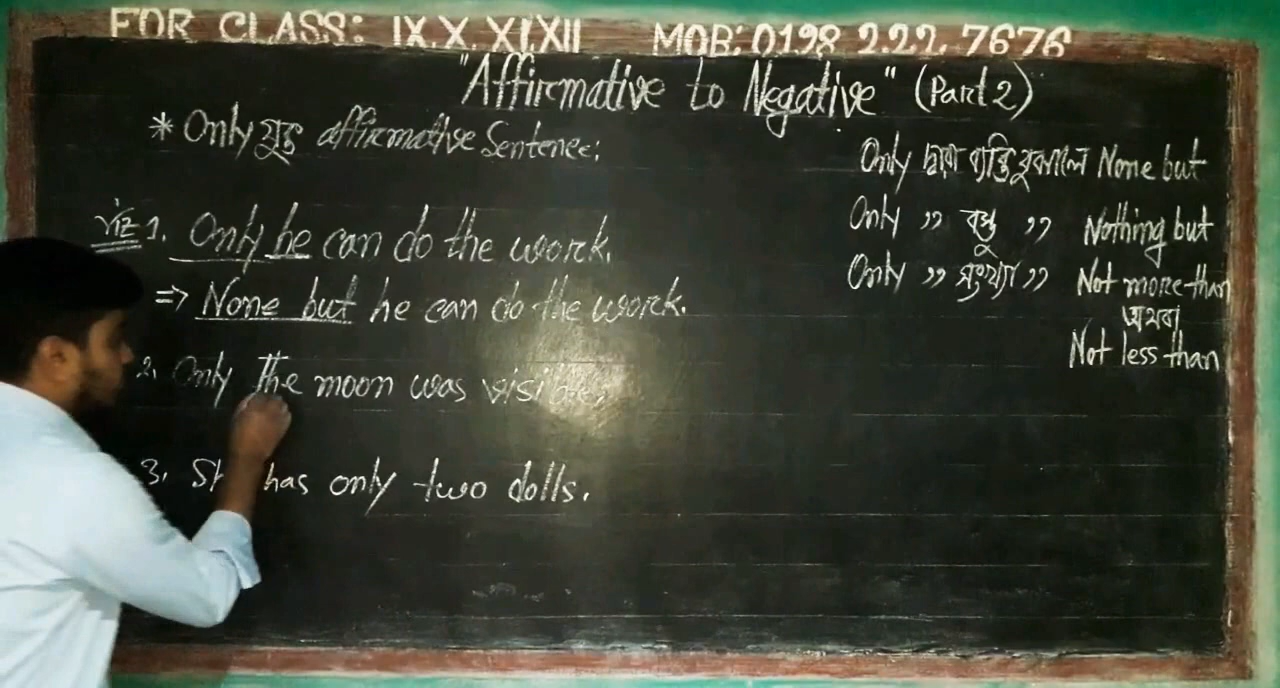 FOR CLASS: IX.X.XI.XII MOB: 0198 222 7676
"Affirmative to Negative" (Part 2)
* Only যুক্ত affirmative Sentence:
Viz 1. Only he can do the work.
=> None but he can do the work.
2. Only the moon was visible.
3. has only two dolls.
Only দ্বারা ব্যক্তি বুঝালে None but
Only ,, বস্তু ,, Nothing but
Only ,, সংখ্যা ,, Not more than
অথবা
Not less than